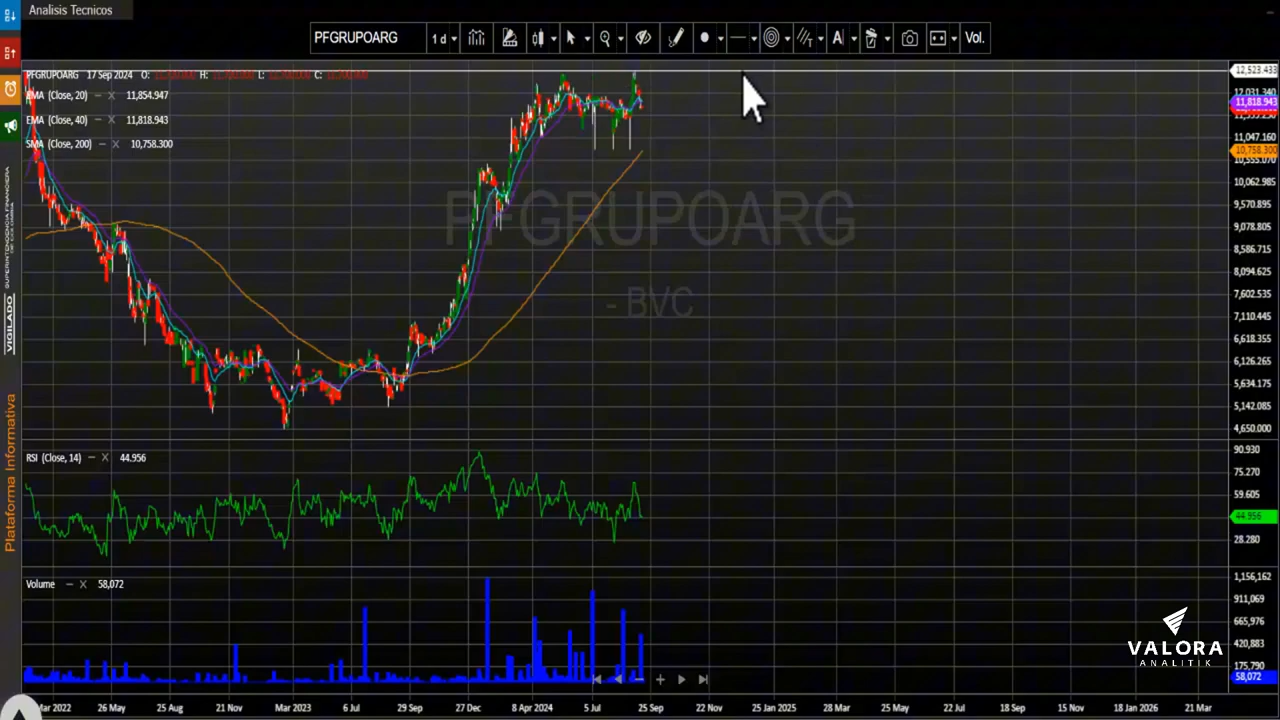 Analisis Tecnicos
PFGRUPOARG
1 d
A
Vol.
PFGRUPOARG 17 Sep 2024 O: H: L: C:
EMA (Close, 20) − X 11,854.947
EMA (Close, 40) − X 11,818.943
SMA (Close, 200) − X 10,758.300
PFGRUPOARG
- BVC
12,523.433
12,031.340
11,818.943
11,047.160
10,758.300
10,555.070
10,062.985
9,570.895
9,078.805
8,586.715
8,094.625
7,602.535
7,110.445
6,618.355
6,126.265
5,634.175
5,142.085
4,650.000
RSI (Close, 14) − X 44.956
90.930
75.270
59.605
44.956
28.280
Volume − X 58,072
1,156,162
911,069
665,976
420,883
175,790
58,072
VALORA
ANALITIK
Mar 2022 26 May 25 Aug 21 Nov Mar 2023 6 Jul 29 Sep 27 Dec 8 Apr 2024 5 Jul 25 Sep 22 Nov 25 Jan 2025 28 Mar 22 May 17 Jul 18 Sep 15 Nov 18 Jan 2026 21 Mar
VIGILADO SUPERINTENDENCIA FINANCIERA
Plataforma Informativa